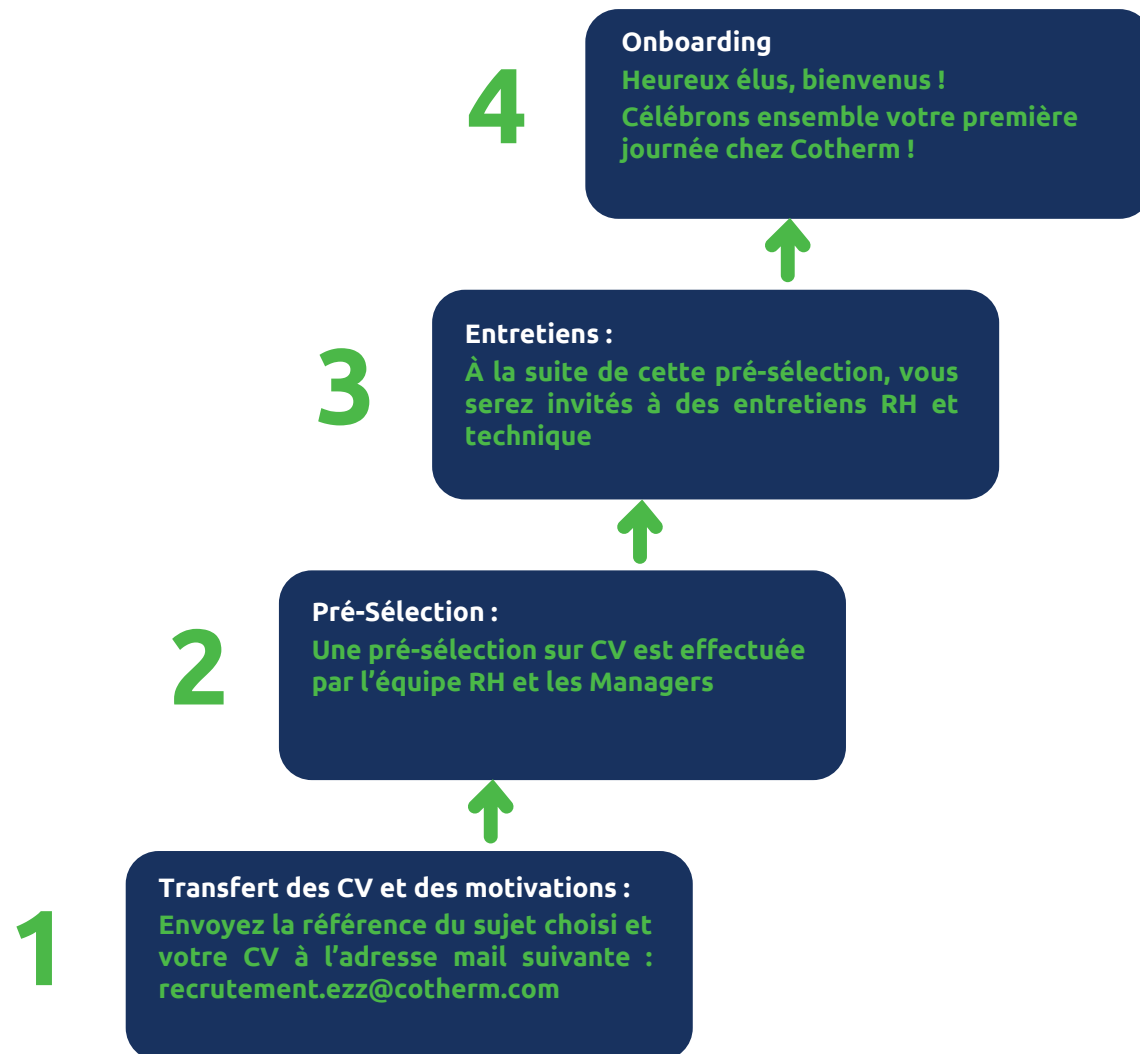 4
Onboarding
Heureux élus, bienvenus !
Célébrons ensemble votre première
journée chez Cotherm !
3
Entretiens :
À la suite de cette pré-sélection, vous
serez invités à des entretiens RH et
technique
2
Pré-Sélection :
Une pré-sélection sur CV est effectuée
par l’équipe RH et les Managers
1
Transfert des CV et des motivations :
Envoyez la référence du sujet choisi et
votre CV à l’adresse mail suivante :
recrutement.ezz@cotherm.com